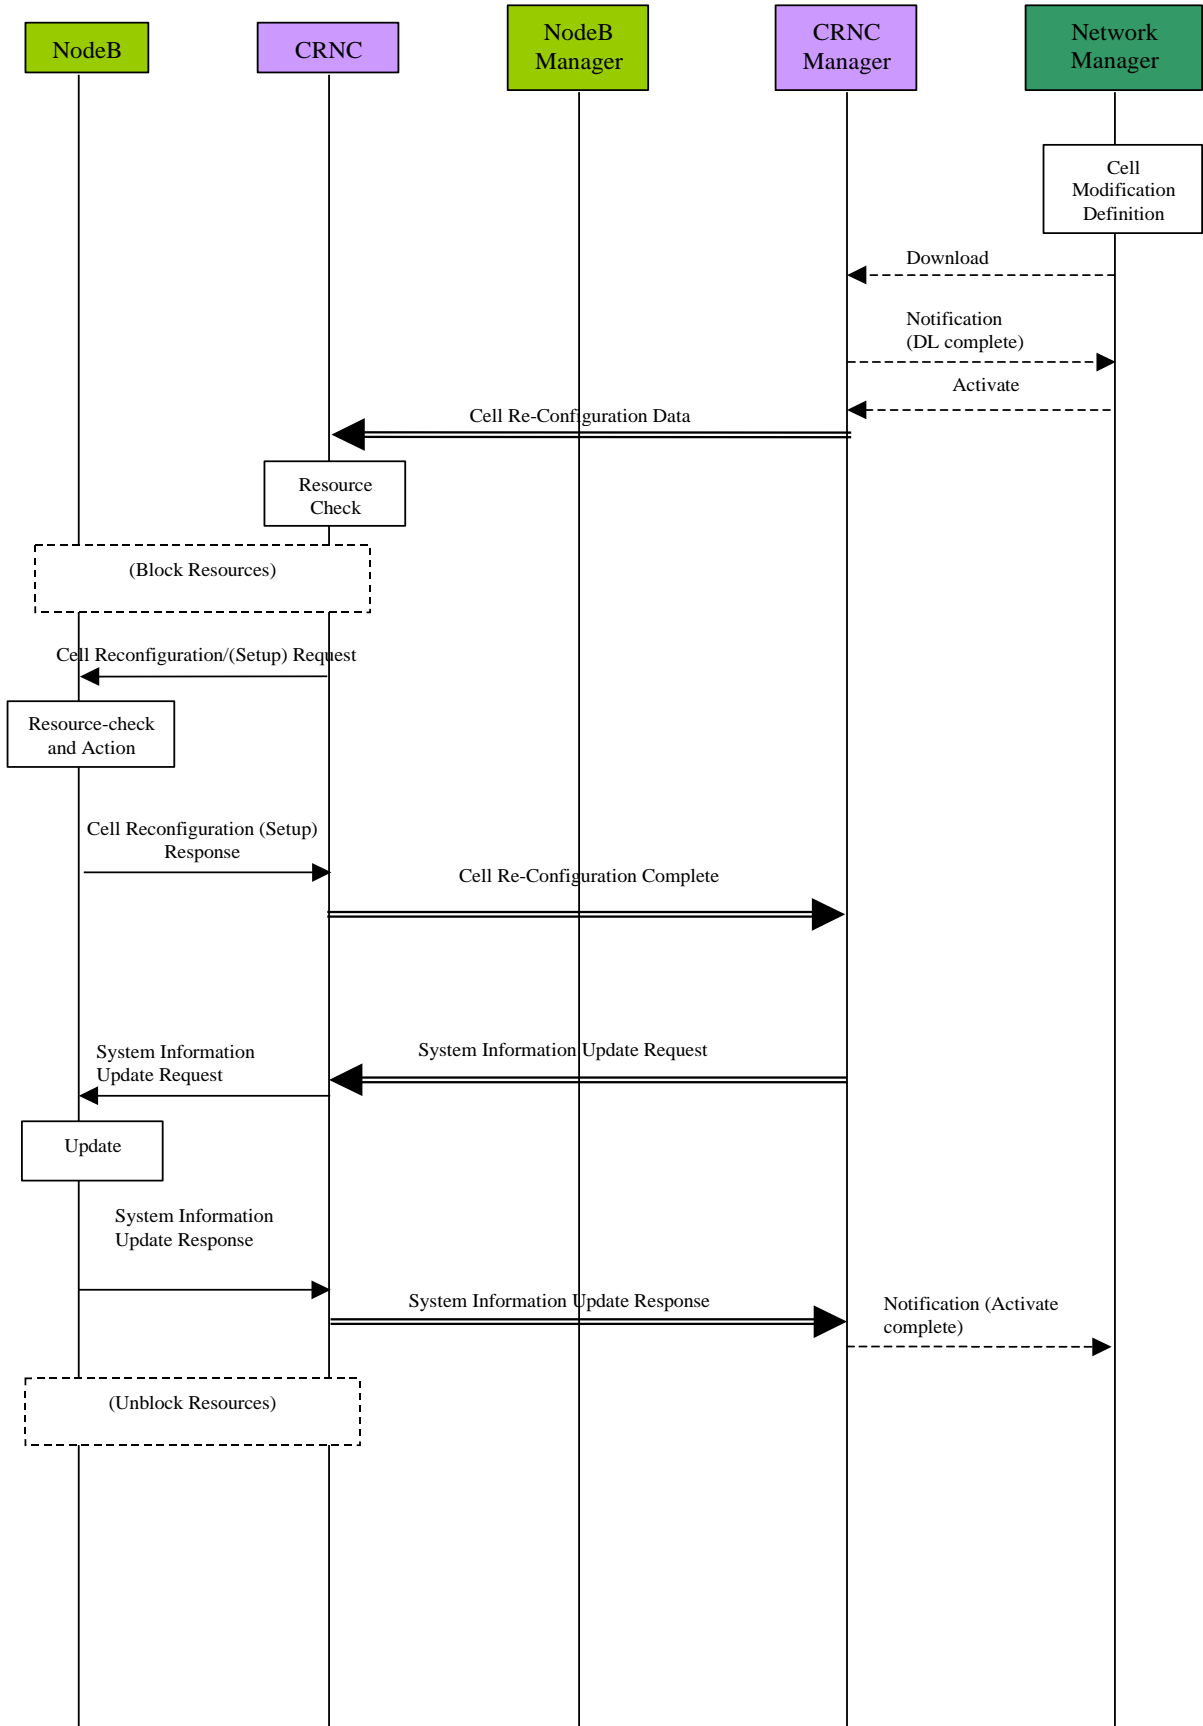 NodeB
CRNC
NodeB
Manager
CRNC
Manager
Network
Manager
Cell
Modification
Definition
Download
Notification
(DL complete)
Activate
Cell Re-Configuration Data
Resource
Check
(Block Resources)
Cell Reconfiguration/(Setup) Request
Resource-check
and Action
Cell Reconfiguration (Setup)
Response
Cell Re-Configuration Complete
System Information
Update Request
System Information Update Request
Update
System Information
Update Response
System Information Update Response
Notification (Activate
complete)
(Unblock Resources)